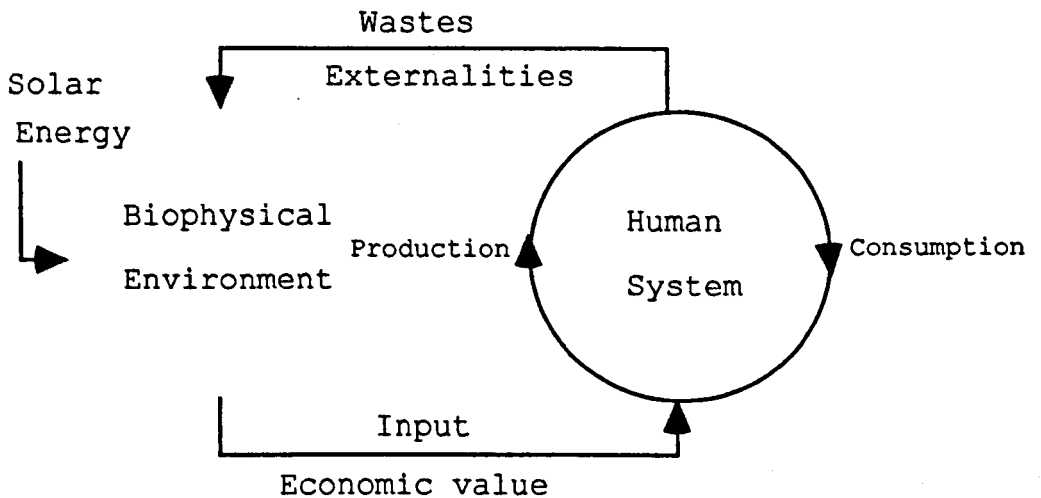 Wastes
Externalities
Solar
Energy
Biophysical
Environment
Production
Human
System
Consumption
Input
Economic value